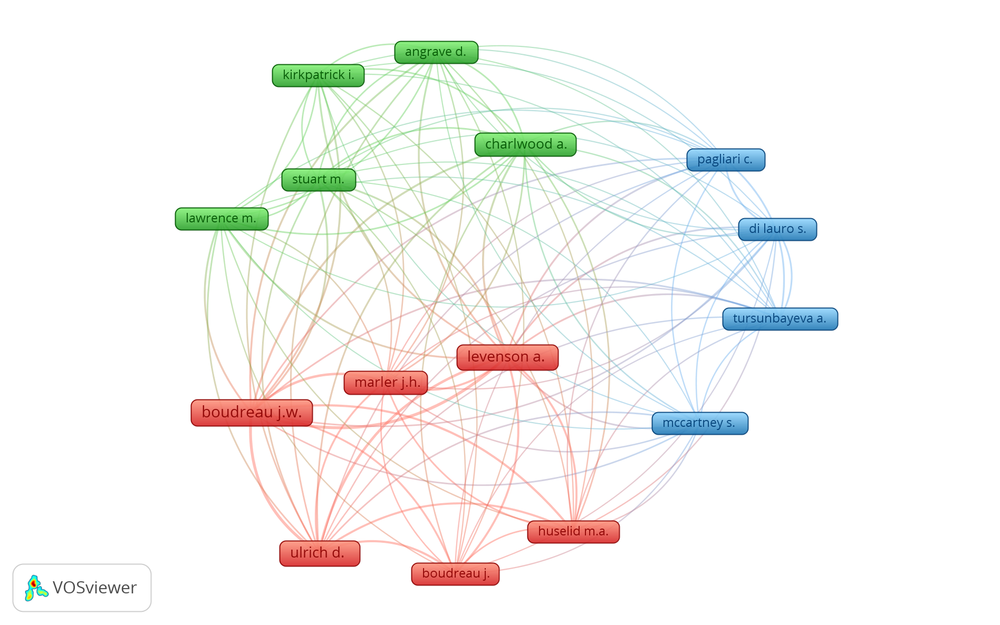 angrave d.
kirkpatrick i.
charlwood a.
pagliari c.
stuart m.
lawrence m.
di lauro s.
tursunbayeva a.
levenson a.
marler j.h.
boudreau j.w.
mccartney s.
huselid m.a.
ulrich d.
boudreau j.
VOSviewer